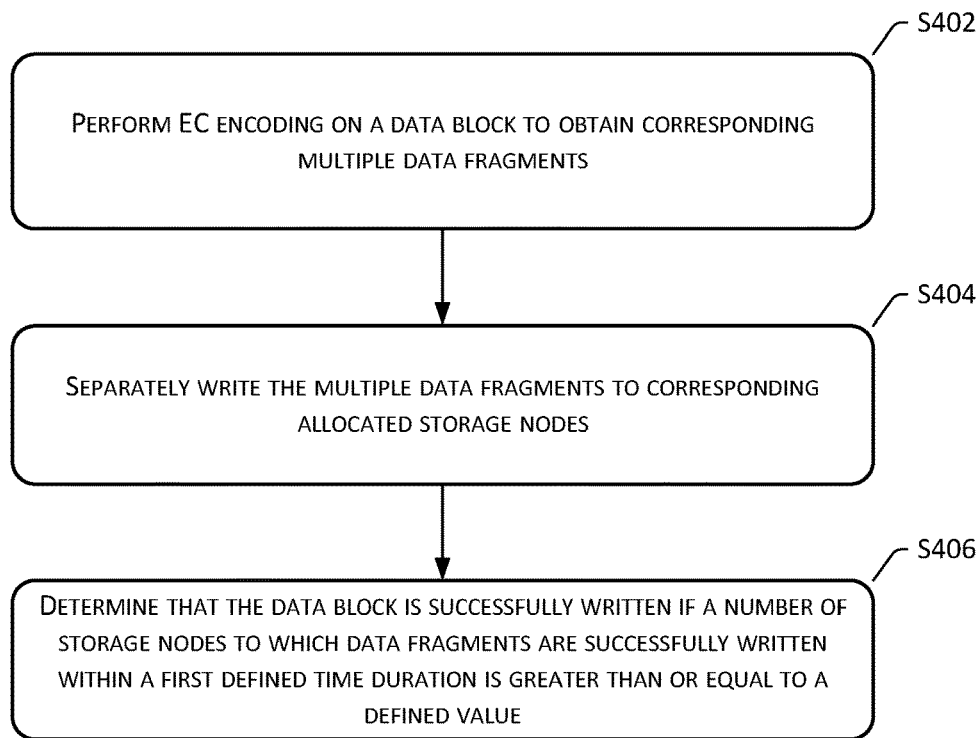 S402
PERFORM EC ENCODING ON A DATA BLOCK TO OBTAIN CORRESPONDING
MULTIPLE DATA FRAGMENTS
S404
SEPARATELY WRITE THE MULTIPLE DATA FRAGMENTS TO CORRESPONDING
ALLOCATED STORAGE NODES
S406
DETERMINE THAT THE DATA BLOCK IS SUCCESSFULLY WRITTEN IF A NUMBER OF
STORAGE NODES TO WHICH DATA FRAGMENTS ARE SUCCESSFULLY WRITTEN
WITHIN A FIRST DEFINED TIME DURATION IS GREATER THAN OR EQUAL TO A
DEFINED VALUE